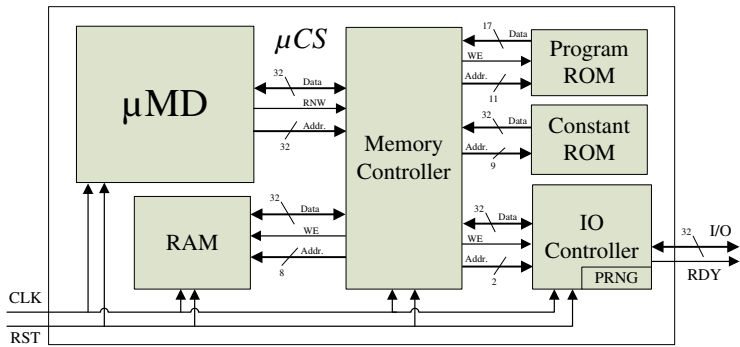 μCS
μMD
32
Data
RNW
Addr.
32
Memory
Controller
17
Data
WE
Addr.
11
Program
ROM
32
Data
Addr.
9
Constant
ROM
RAM
32
Data
WE
Addr.
8
32
Data
WE
Addr.
2
IO
Controller
PRNG
32
I/O
RDY
CLK
RST